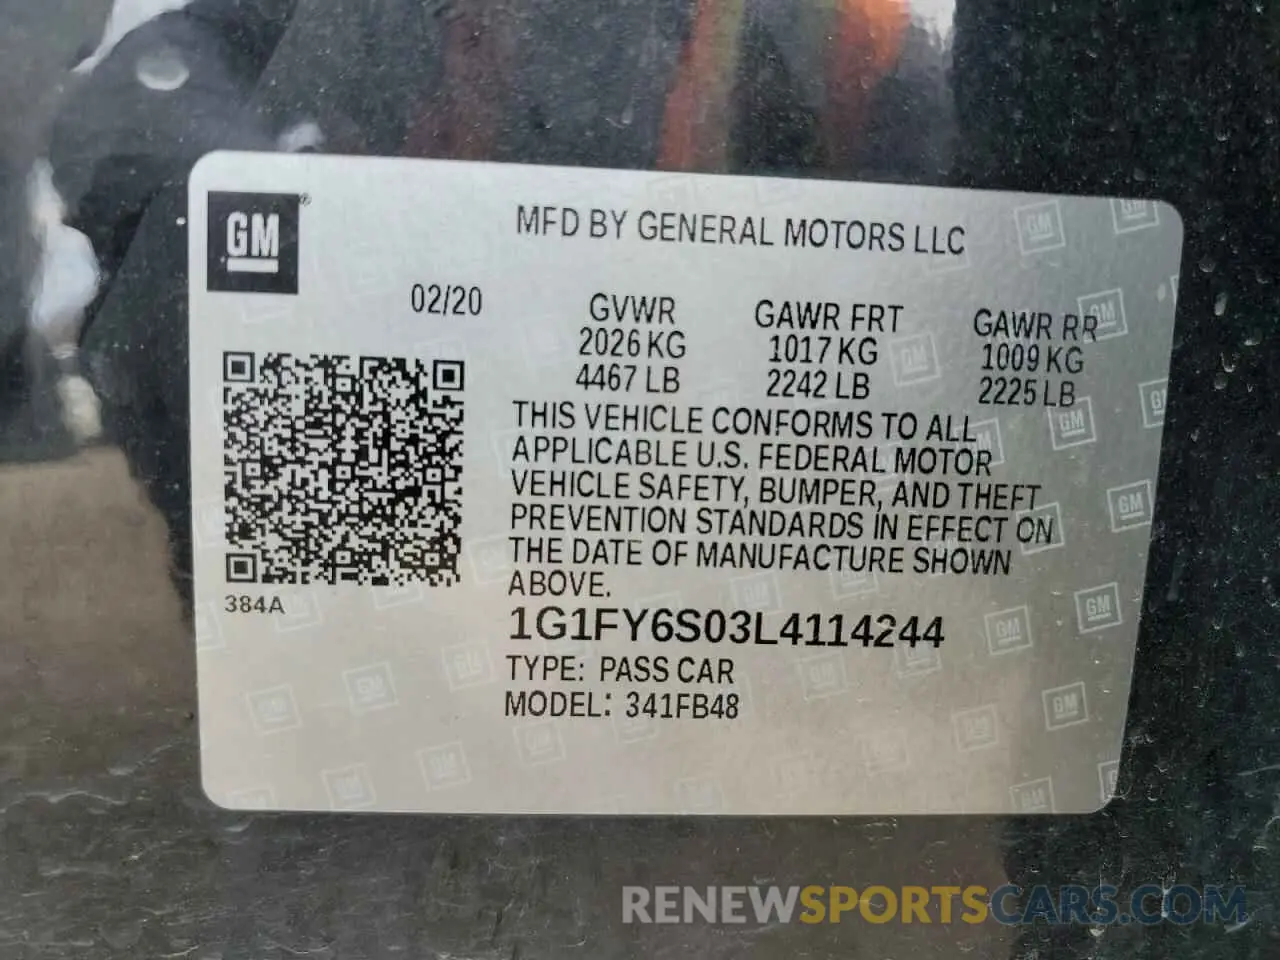 GM®
MFD BY GENERAL MOTORS LLC
02/20
GVWR GAWR FRT GAWR RR
2026 KG 1017 KG 1009 KG
4467 LB 2242 LB 2225 LB
THIS VEHICLE CONFORMS TO ALL
APPLICABLE U.S. FEDERAL MOTOR
VEHICLE SAFETY, BUMPER, AND THEFT
PREVENTION STANDARDS IN EFFECT ON
THE DATE OF MANUFACTURE SHOWN
ABOVE.
384A
1G1FY6S03L4114244
TYPE: PASS CAR
MODEL: 341FB48
RENEWSPORTSCARS.COM